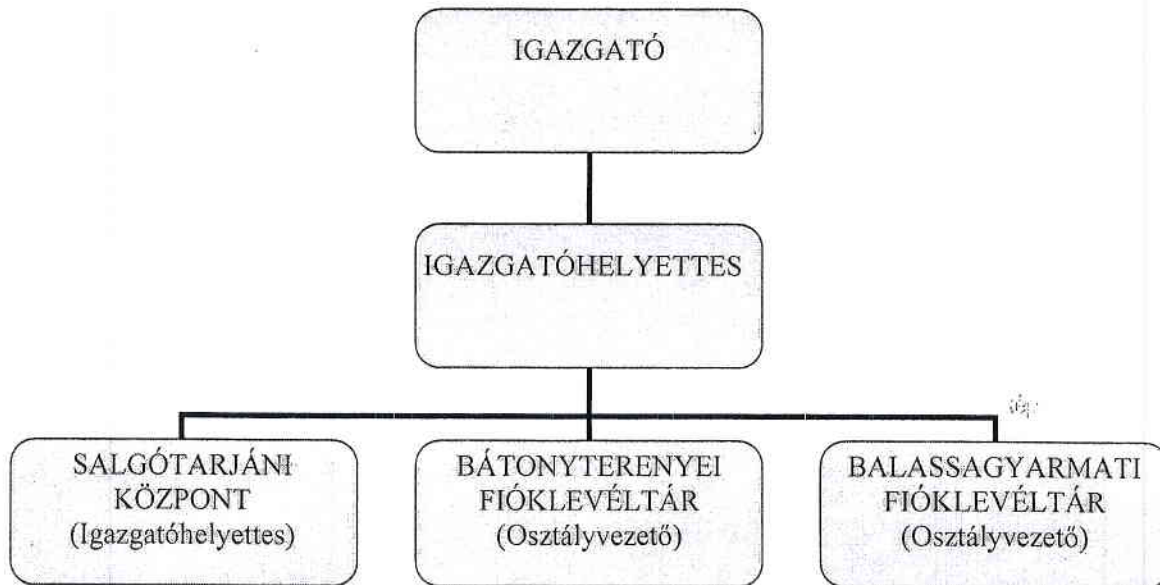 IGAZGATÓ
IGAZGATÓHELYETTES
SALGÓTARJÁNI
KÖZPONT
(Igazgatóhelyettes)
BÁTONYTERENYEI
FIÓKLEVÉLTÁR
(Osztályvezető)
BALASSAGYARMATI
FIÓKLEVÉLTÁR
(Osztályvezető)